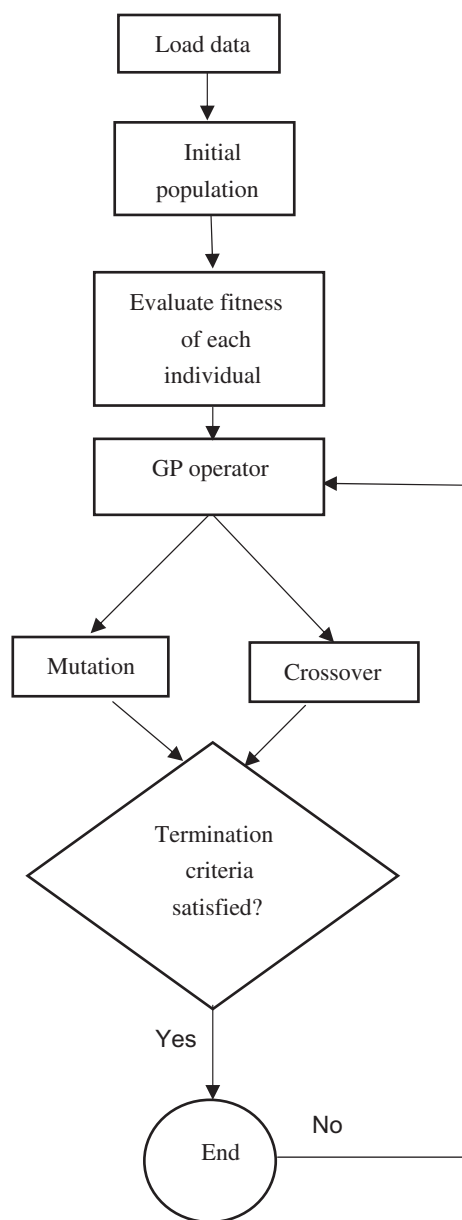 Load data
Initial
population
Evaluate fitness
of each
individual
GP operator
Mutation
Crossover
Termination
criteria
satisfied?
Yes
No
End